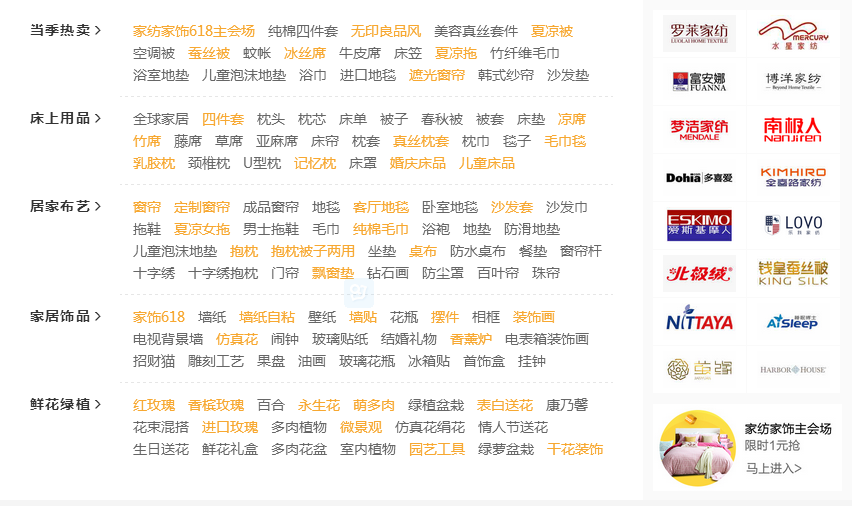 当季热卖 >
家纺家饰618主会场 纯棉四件套 无印良品风 美容真丝套件 夏凉被
空调被 蚕丝被 蚊帐 冰丝席 牛皮席 床笠 夏凉拖 竹纤维毛巾
浴室地垫 儿童泡沫地垫 浴巾 进口地毯 遮光窗帘 韩式纱帘 沙发垫
床上用品 >
全球家居 四件套 枕头 枕芯 床单 被子 春秋被 被套 床垫 凉席
竹席 藤席 草席 亚麻席 床帘 枕套 真丝枕套 枕巾 毯子 毛巾毯
乳胶枕 颈椎枕 U型枕 记忆枕 床罩 婚庆床品 儿童床品
居家布艺 >
窗帘 定制窗帘 成品窗帘 地毯 客厅地毯 卧室地毯 沙发套 沙发巾
拖鞋 夏凉女拖 男士拖鞋 毛巾 纯棉毛巾 浴袍 地垫 防滑地垫
儿童泡沫地垫 抱枕 抱枕被子两用 坐垫 桌布 防水桌布 餐垫 窗帘杆
十字绣 十字绣抱枕 门帘 飘窗垫 钻石画 防尘罩 百叶帘 珠帘
家居饰品 >
家饰618 墙纸 墙纸自粘 壁纸 墙贴 花瓶 摆件 相框 装饰画
电视背景墙 仿真花 闹钟 玻璃贴纸 结婚礼物 香薰炉 电表箱装饰画
招财猫 雕刻工艺 果盘 油画 玻璃花瓶 冰箱贴 首饰盒 挂钟
鲜花绿植 >
红玫瑰 香槟玫瑰 百合 永生花 萌多肉 绿植盆栽 表白送花 康乃馨
花束混搭 进口玫瑰 多肉植物 微景观 仿真花绢花 情人节送花
生日送花 鲜花礼盒 多肉花盆 室内植物 园艺工具 绿萝盆栽 干花装饰
罗莱家纺
LUOLAI HOME TEXTILE
MERCURY
水星家纺
富安娜
FUANNA
博洋家纺
Beyond Home Textile
梦洁家纺
MENDALE
南极人
NanJiren
Dohia 多喜爱
KIMHIRO
金喜路家纺
ESKIMO
爱斯基摩人
LOVO
北极绒
钱皇蚕丝被
KING SILK
NITTAYA
AiSleep
HARBOR HOUSE
家纺家饰主会场
限时1元抢
马上进入>